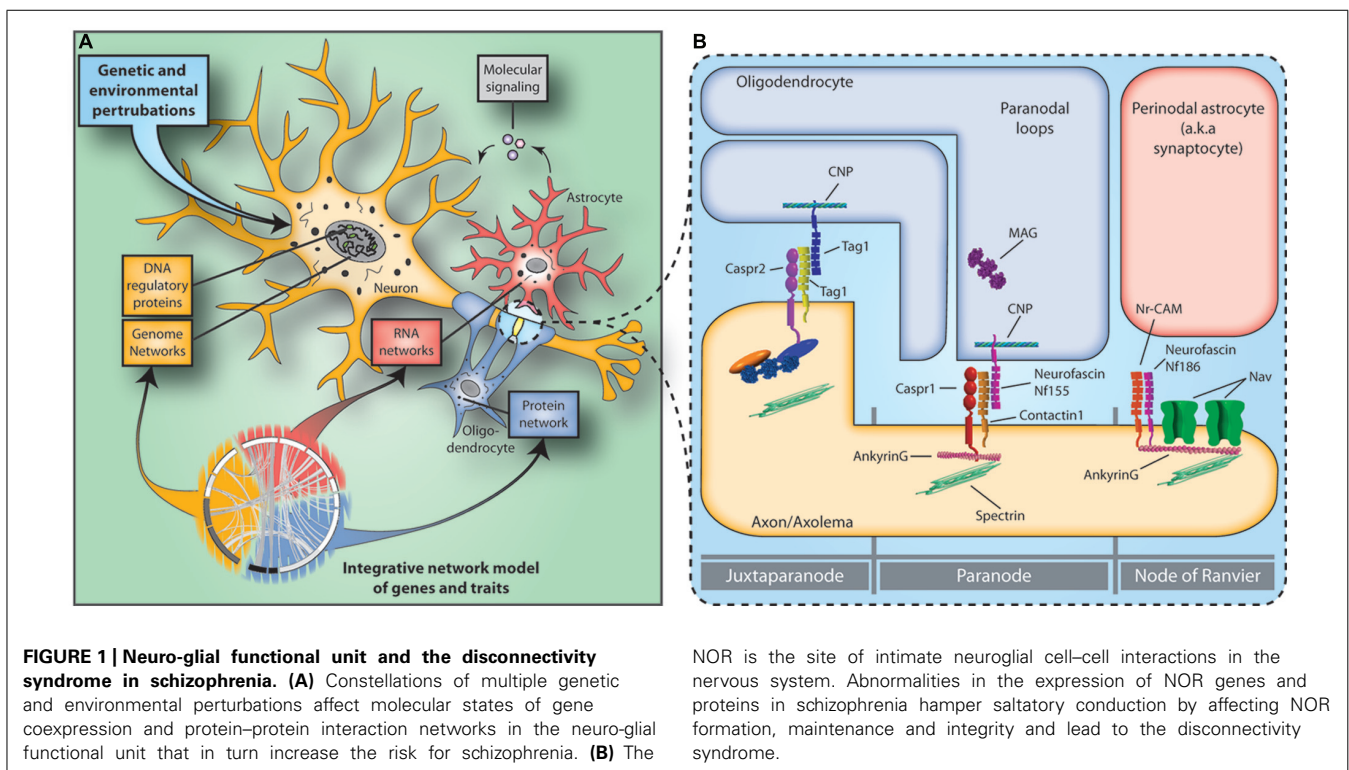 A
Genetic and
environmental
pertrubations
Molecular
signaling
Astrocyte
DNA
regulatory
proteins
Neuron
Genome
Networks
RNA
networks
Protein
network
Oligo-
dendrocyte
Integrative network model
of genes and traits
B
Oligodendrocyte
Paranodal
loops
Perinodal astrocyte
(a.k.a
synaptocyte)
CNP
Tag1
Caspr2
Tag1
MAG
CNP
Nr-CAM
Neurofascin
Nf186
Caspr1
Neurofascin
Nf155
Nav
Contactin1
AnkyrinG
AnkyrinG
Spectrin
Axon/Axolema
Juxtaparanode
Paranode
Node of Ranvier
FIGURE 1 | Neuro-glial functional unit and the disconnectivity
syndrome in schizophrenia. (A) Constellations of multiple genetic
and environmental perturbations affect molecular states of gene
coexpression and protein–protein interaction networks in the neuro-glial
functional unit that in turn increase the risk for schizophrenia. (B) The
NOR is the site of intimate neuroglial cell–cell interactions in the
nervous system. Abnormalities in the expression of NOR genes and
proteins in schizophrenia hamper saltatory conduction by affecting NOR
formation, maintenance and integrity and lead to the disconnectivity
syndrome.